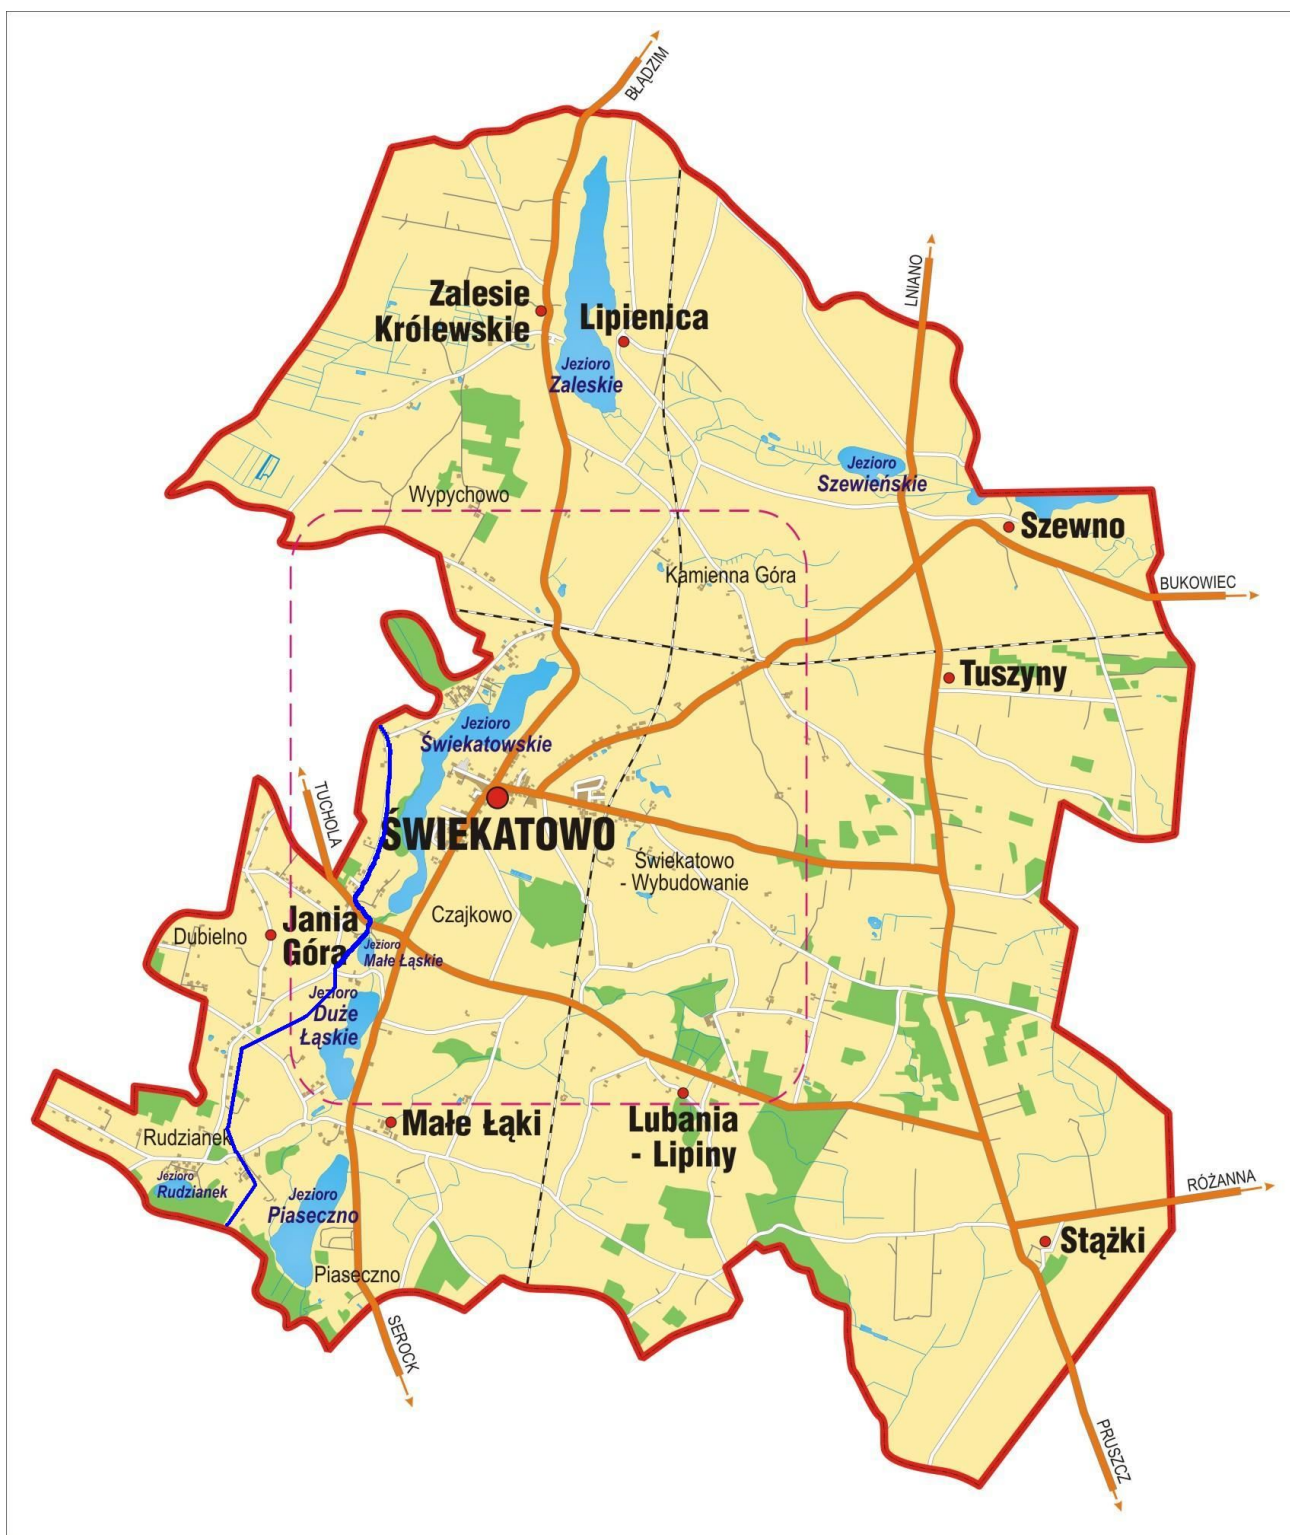 BŁĄDZIM
LNIANO
Zalesie
Królewskie
Lipienica
Jezioro
Zaleskie
Jezioro
Szewieńskie
Wypychowo
Szewno
Kamienna Góra
BUKOWIEC
Tuszyny
Jezioro
Świekatowskie
TUCHOLA
ŚWIEKATOWO
Świekatowo
- Wybudowanie
Czajkowo
Jania
Góra
Dubielno
Jezioro
Małe Łąskie
Jezioro
Duże
Łąskie
Małe Łąki
Lubania
- Lipiny
Rudzianek
Jezioro
Rudzianek
Jezioro
Piaseczno
RÓŻANNA
Stążki
Piaseczno
SEROCK
PRUSZCZ